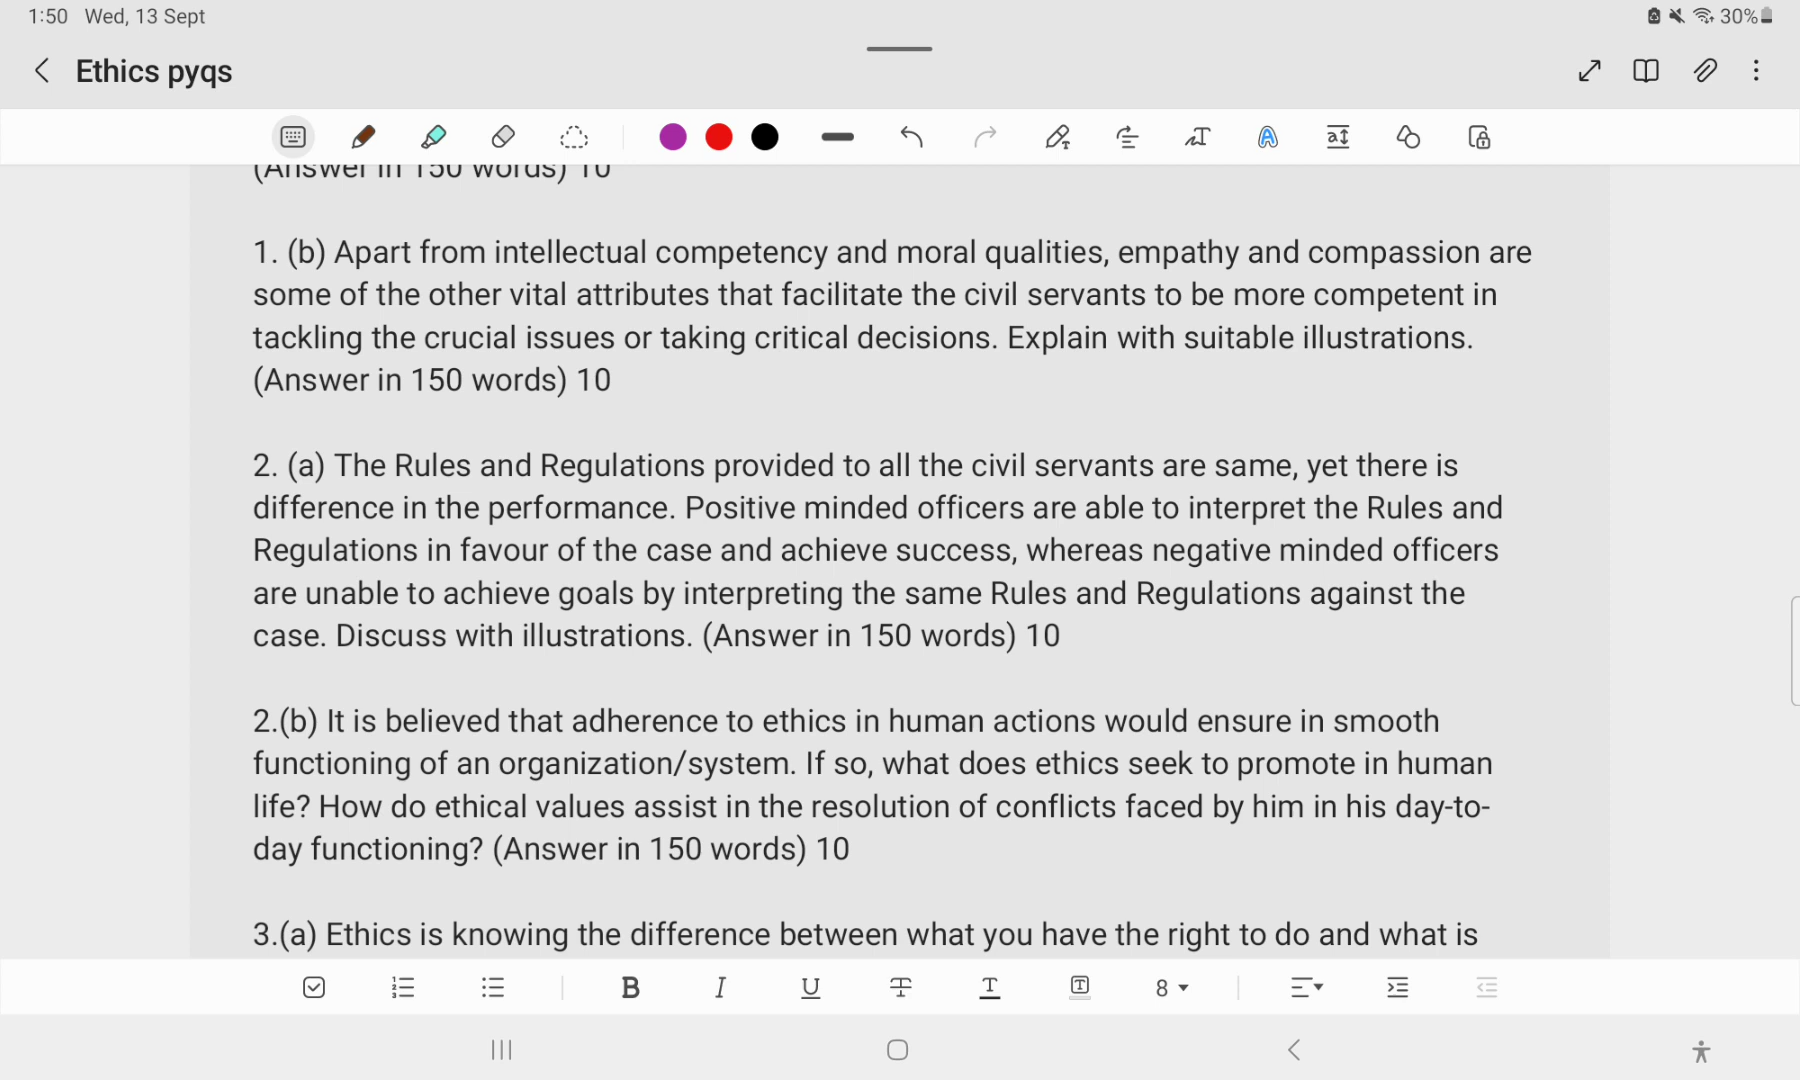 1:50 Wed, 13 Sept
30%
Ethics pyqs
(Answer in 150 words) 10
1. (b) Apart from intellectual competency and moral qualities, empathy and compassion are
some of the other vital attributes that facilitate the civil servants to be more competent in
tackling the crucial issues or taking critical decisions. Explain with suitable illustrations.
(Answer in 150 words) 10
2. (a) The Rules and Regulations provided to all the civil servants are same, yet there is
difference in the performance. Positive minded officers are able to interpret the Rules and
Regulations in favour of the case and achieve success, whereas negative minded officers
are unable to achieve goals by interpreting the same Rules and Regulations against the
case. Discuss with illustrations. (Answer in 150 words) 10
2.(b) It is believed that adherence to ethics in human actions would ensure in smooth
functioning of an organization/system. If so, what does ethics seek to promote in human
life? How do ethical values assist in the resolution of conflicts faced by him in his day-to-
day functioning? (Answer in 150 words) 10
3.(a) Ethics is knowing the difference between what you have the right to do and what is
B I U T T T 8